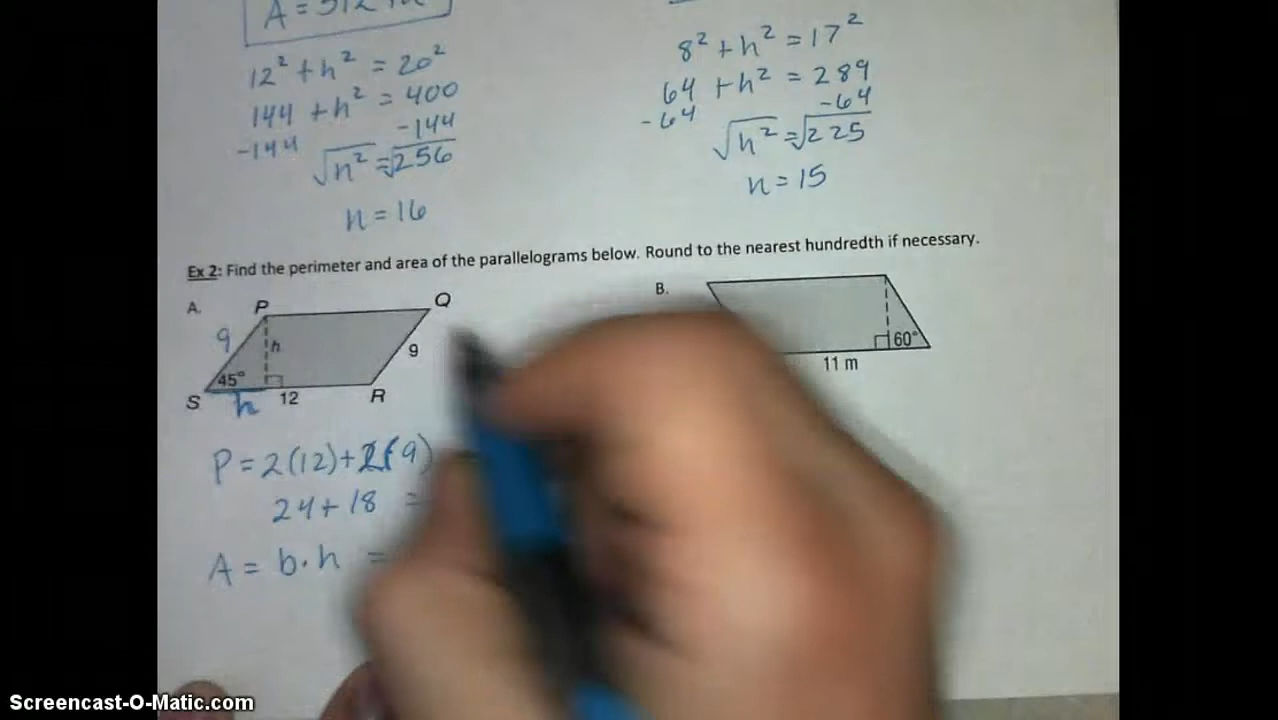 A = 512
12² + h² = 20²
144 + h² = 400
-144 -144
√h² = √256
h = 16
8² + h² = 17²
64 + h² = 289
-64 -64
√h² = √225
h = 15
Ex 2: Find the perimeter and area of the parallelograms below. Round to the nearest hundredth if necessary.
A.
P
Q
9
h
9
45°
S
h
12
R
P = 2(12) + 2(9)
24 + 18 =
A = b·h =
B.
60°
11 m
Screencast-O-Matic.com